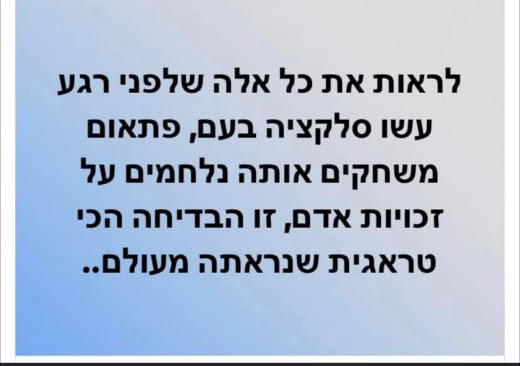 לראות את כל אלה שלפני רגע
עשו סלקציה בעם, פתאום
משחקים אותה נלחמים על
זכויות אדם, זו הבדיחה הכי
טראגית שנראתה מעולם..